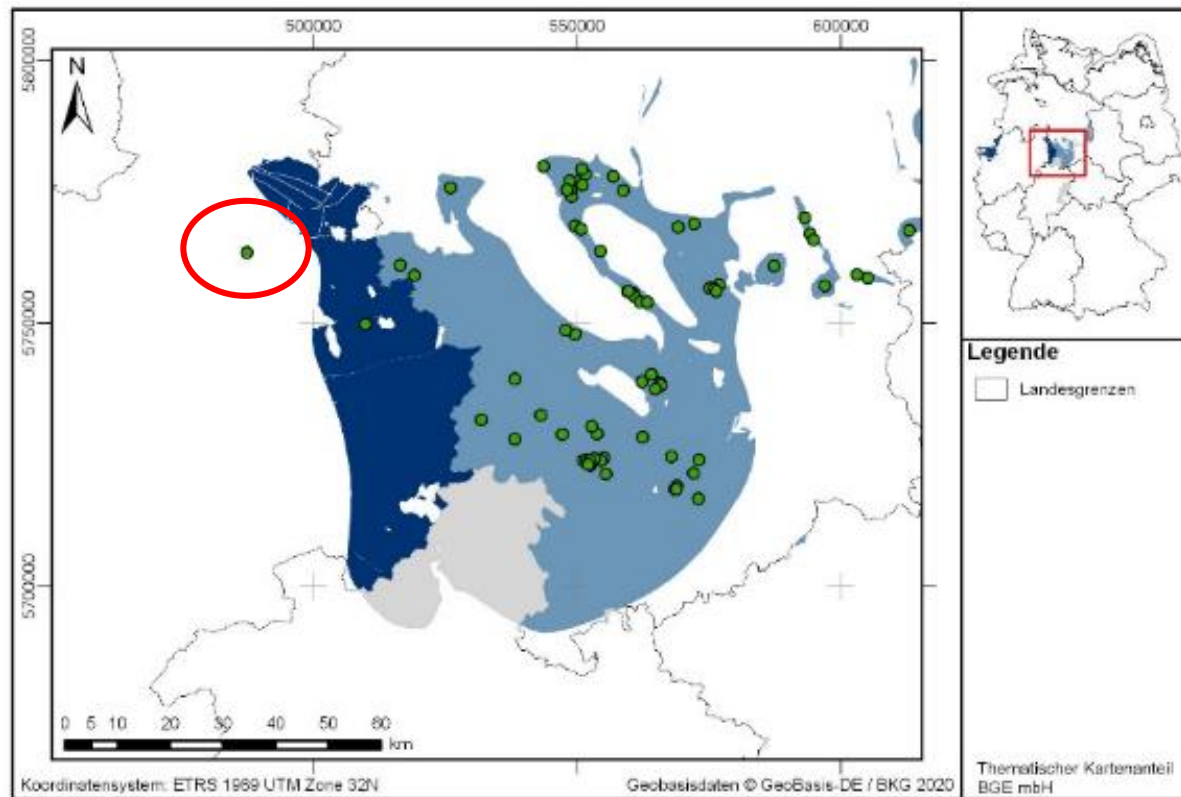 500000 550000 600000
5800000
N
5750000
5700000
0 5 10 20 30 40 50 60
km
Koordinatensystem: ETRS 1989 UTM Zone 32N
Geobasisdaten © GeoBasis-DE / BKG 2020
Legende
Landesgrenzen
Thematischer Kartenanteil
BGE mbH